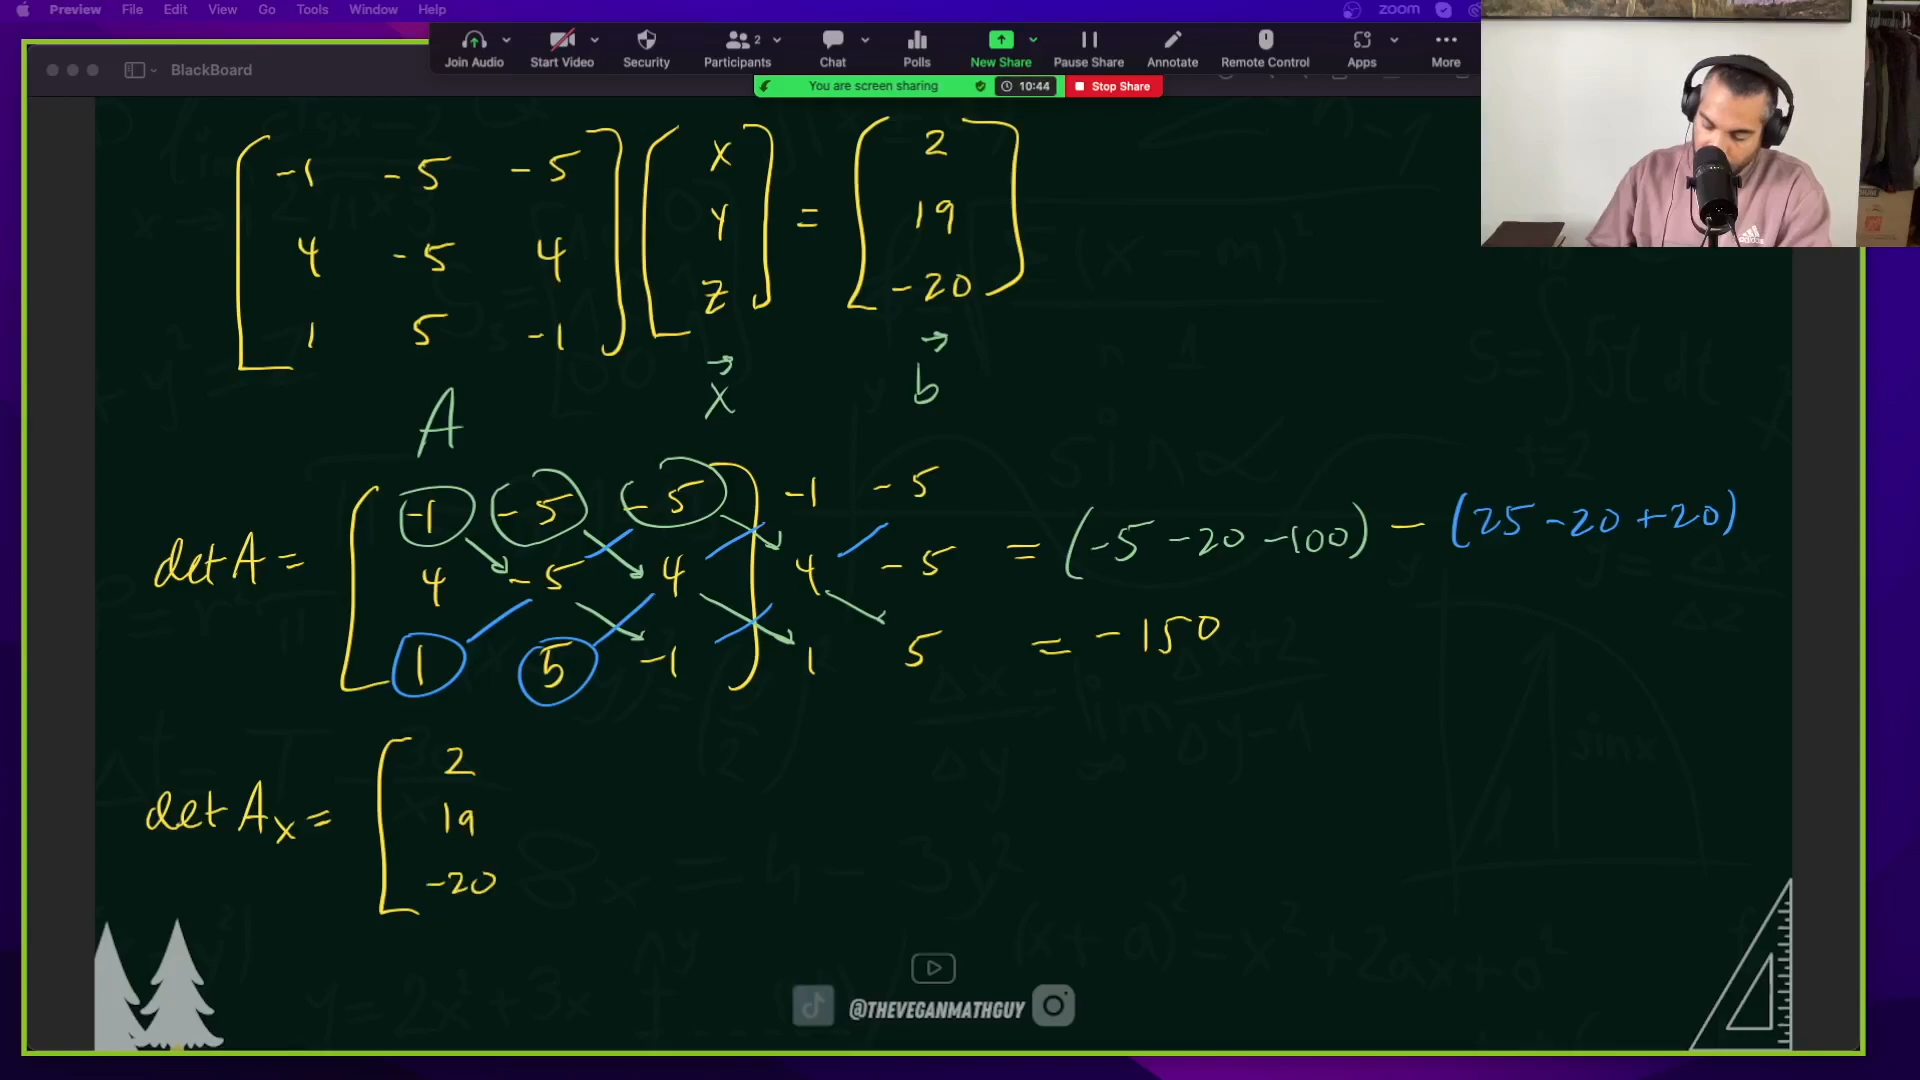 Preview File Edit View Go Tools Window Help zoom
BlackBoard
Join Audio Start Video Security Participants 2 Chat Polls New Share Pause Share Annotate Remote Control Apps More
You are screen sharing 10:44 Stop Share
[ -1 -5 -5 ] [ x ] = [ 2 ]
[ 4 -5 4 ] [ y ] [ 19 ]
[ 1 5 -1 ] [ z ] [ -20 ]
A x b
det A = [ -1 -5 -5 ] -1 -5
4 -5 4 4 -5 = (-5 -20 -100) - (25 -20 +20)
1 5 -1 1 5 = -150
det Ax = [ 2
19
-20
@THEVEGANMATHGUY